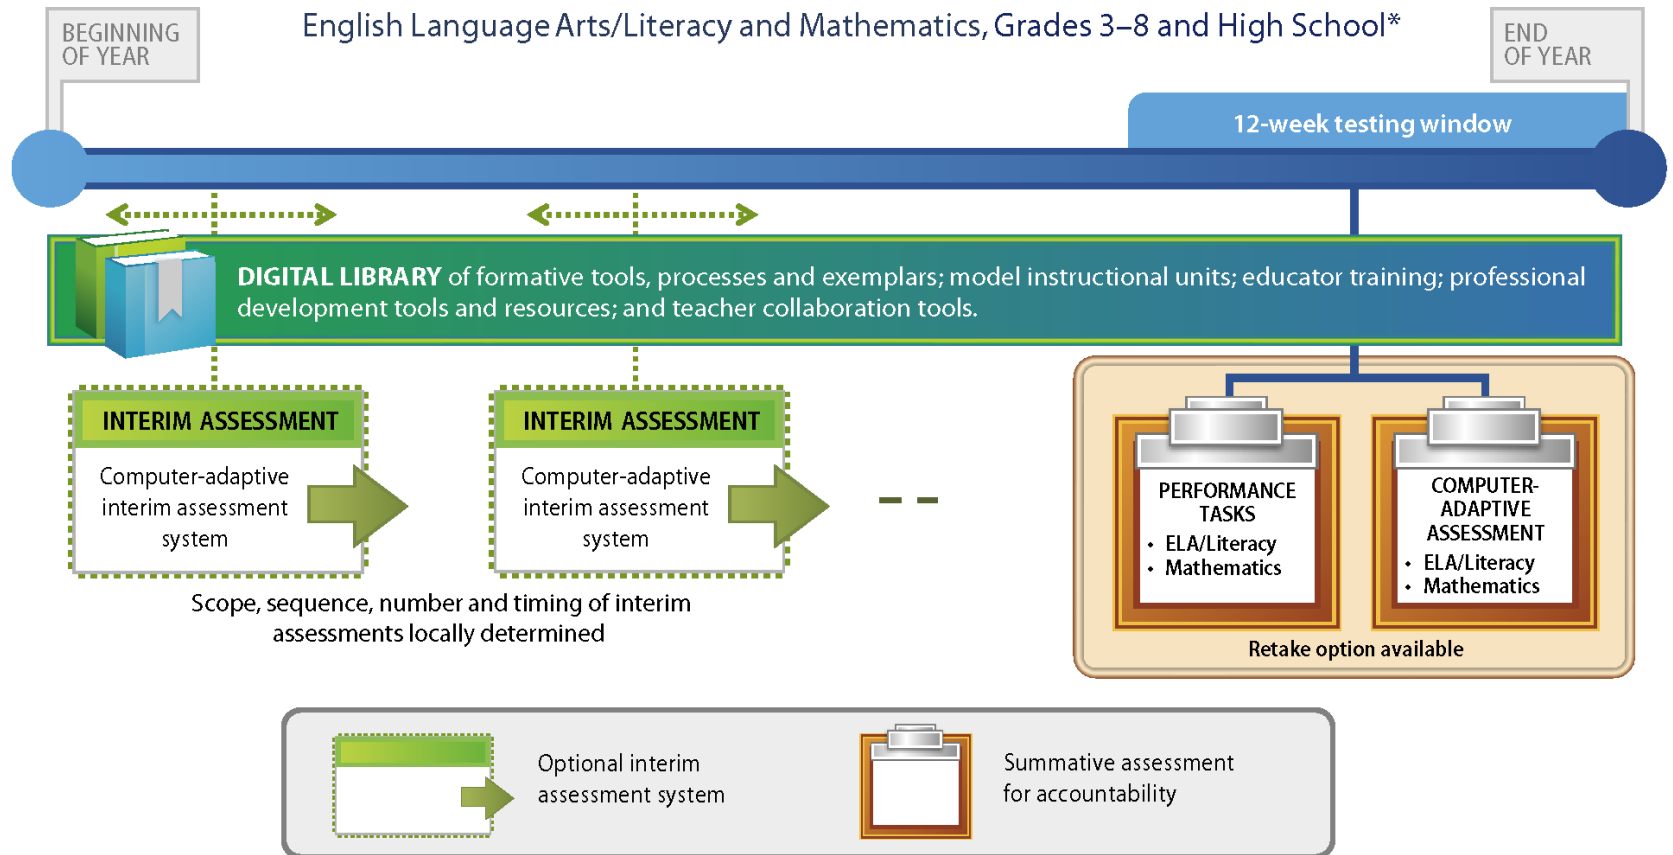 BEGINNING
OF YEAR
English Language Arts/Literacy and Mathematics, Grades 3–8 and High School*
END
OF YEAR
12-week testing window
DIGITAL LIBRARY of formative tools, processes and exemplars; model instructional units; educator training; professional
development tools and resources; and teacher collaboration tools.
INTERIM ASSESSMENT
Computer-adaptive
interim assessment
system
INTERIM ASSESSMENT
Computer-adaptive
interim assessment
system
Scope, sequence, number and timing of interim
assessments locally determined
PERFORMANCE
TASKS
• ELA/Literacy
• Mathematics
COMPUTER-
ADAPTIVE
ASSESSMENT
• ELA/Literacy
• Mathematics
Retake option available
Optional interim
assessment system
Summative assessment
for accountability